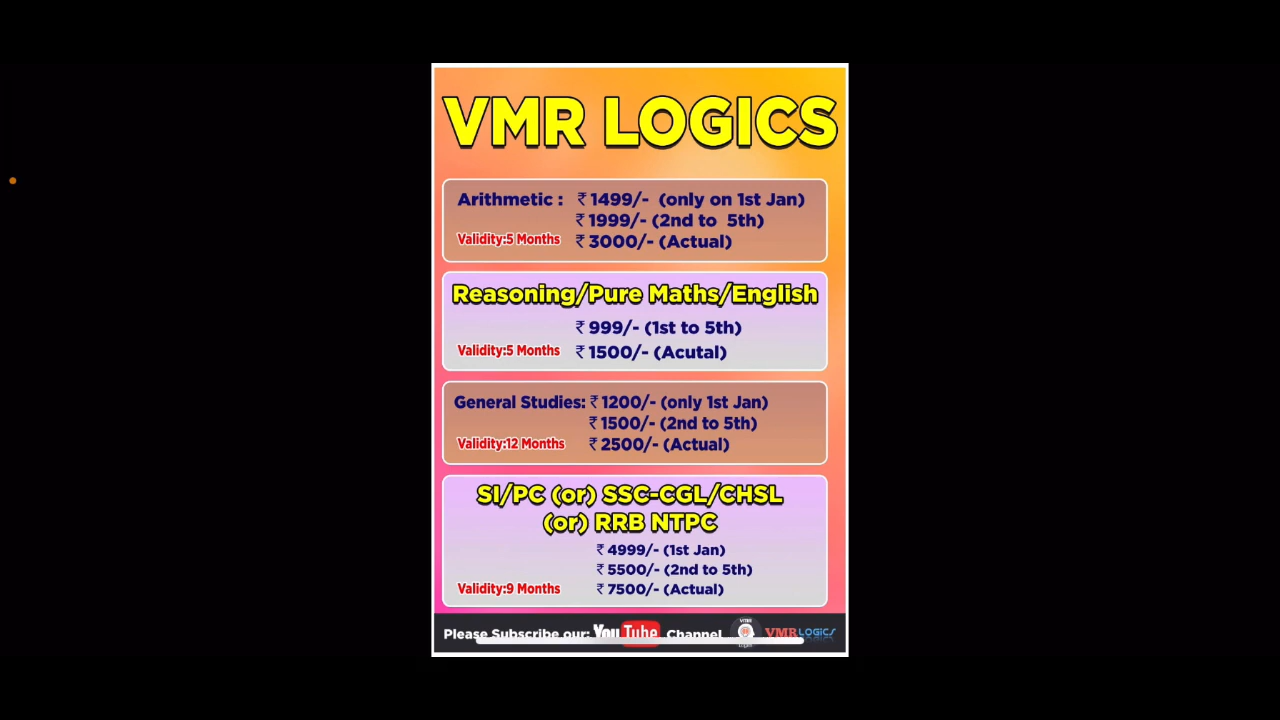 VMR LOGICS
Arithmetic : ₹ 1499/- (only on 1st Jan)
₹ 1999/- (2nd to 5th)
Validity:5 Months ₹ 3000/- (Actual)
Reasoning/Pure Maths/English
₹ 999/- (1st to 5th)
Validity:5 Months ₹ 1500/- (Acutal)
General Studies: ₹ 1200/- (only 1st Jan)
₹ 1500/- (2nd to 5th)
Validity:12 Months ₹ 2500/- (Actual)
SI/PC (or) SSC-CGL/CHSL
(or) RRB NTPC
₹ 4999/- (1st Jan)
₹ 5500/- (2nd to 5th)
Validity:9 Months ₹ 7500/- (Actual)
Please Subscribe our: YouTube Channel VMR LOGICS